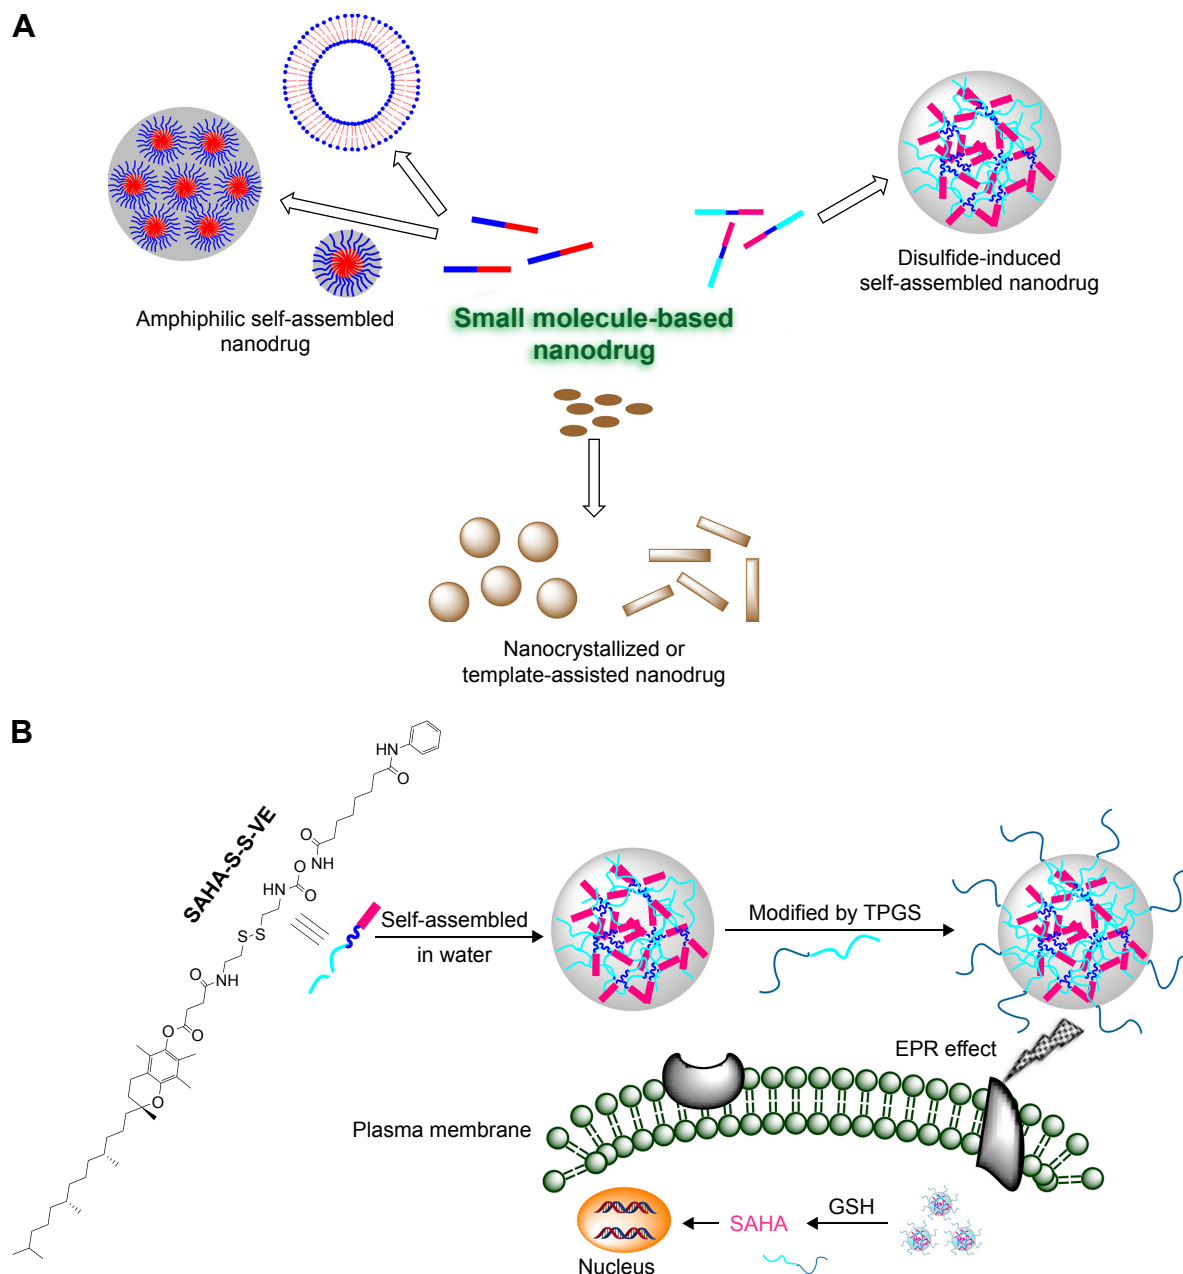 A
Disulfide-induced
self-assembled nanodrug
Amphiphilic self-assembled
nanodrug
Small molecule-based
nanodrug
Nanocrystallized or
template-assisted nanodrug
B
SAHA-S-S-VE
HN
O
O
NH
O
HN
O
S
S
O
NH
O
O
O
Self-assembled
in water
Modified by TPGS
EPR effect
Plasma membrane
GSH
SAHA
Nucleus